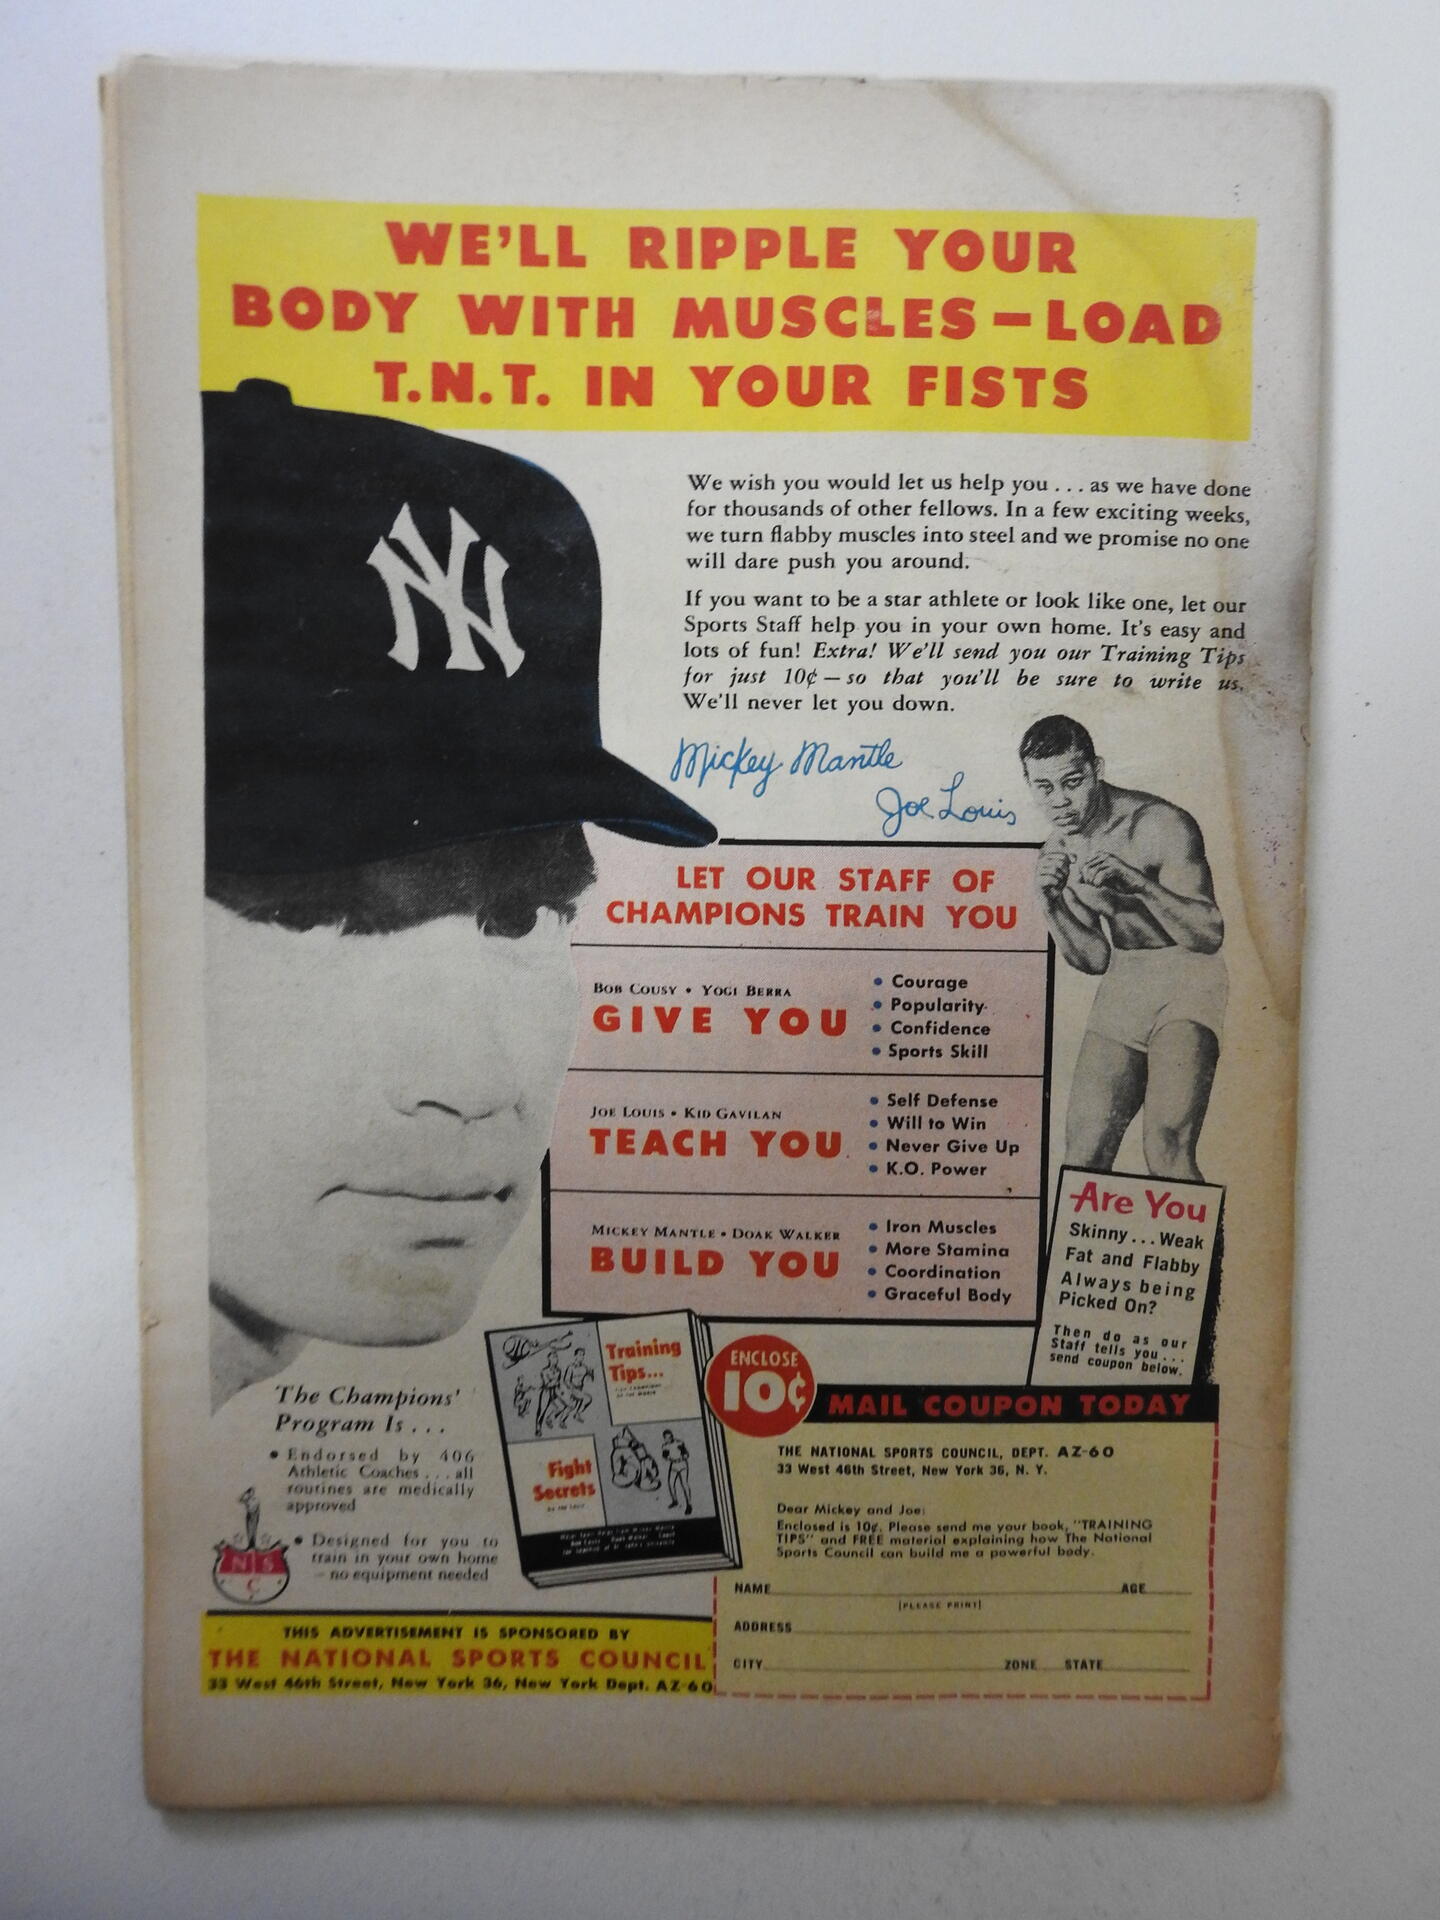 WE'LL RIPPLE YOUR
BODY WITH MUSCLES—LOAD
T.N.T. IN YOUR FISTS
NY
We wish you would let us help you . . . as we have done
for thousands of other fellows. In a few exciting weeks,
we turn flabby muscles into steel and we promise no one
will dare push you around.
If you want to be a star athlete or look like one, let our
Sports Staff help you in your own home. It's easy and
lots of fun! Extra! We'll send you our Training Tips
for just 10¢ — so that you'll be sure to write us.
We'll never let you down.
Mickey Mantle
Joe Louis
LET OUR STAFF OF
CHAMPIONS TRAIN YOU
BOB COUSY • YOGI BERRA
GIVE YOU
• Courage
• Popularity
• Confidence
• Sports Skill
JOE LOUIS • KID GAVILAN
TEACH YOU
• Self Defense
• Will to Win
• Never Give Up
• K.O. Power
MICKEY MANTLE • DOAK WALKER
BUILD YOU
• Iron Muscles
• More Stamina
• Coordination
• Graceful Body
Are You
Skinny . . . Weak
Fat and Flabby
Always being
Picked On?
Then do as our
Staff tells you . . .
send coupon below.
The Champions'
Program Is . . .
• Endorsed by 406
Athletic Coaches . . . all
routines are medically
approved
• Designed for you to
train in your own home
– no equipment needed
NS
C
Training
Tips...
Fight
Secrets
ENCLOSE
10¢
MAIL COUPON TODAY
THE NATIONAL SPORTS COUNCIL, DEPT. AZ-60
33 West 46th Street, New York 36, N. Y.
Dear Mickey and Joe:
Enclosed is 10¢. Please send me your book, "TRAINING
TIPS" and FREE material explaining how The National
Sports Council can build me a powerful body.
NAME AGE
(PLEASE PRINT)
ADDRESS
CITY ZONE STATE
THIS ADVERTISEMENT IS SPONSORED BY
THE NATIONAL SPORTS COUNCIL
33 West 46th Street, New York 36, New York Dept. AZ-60